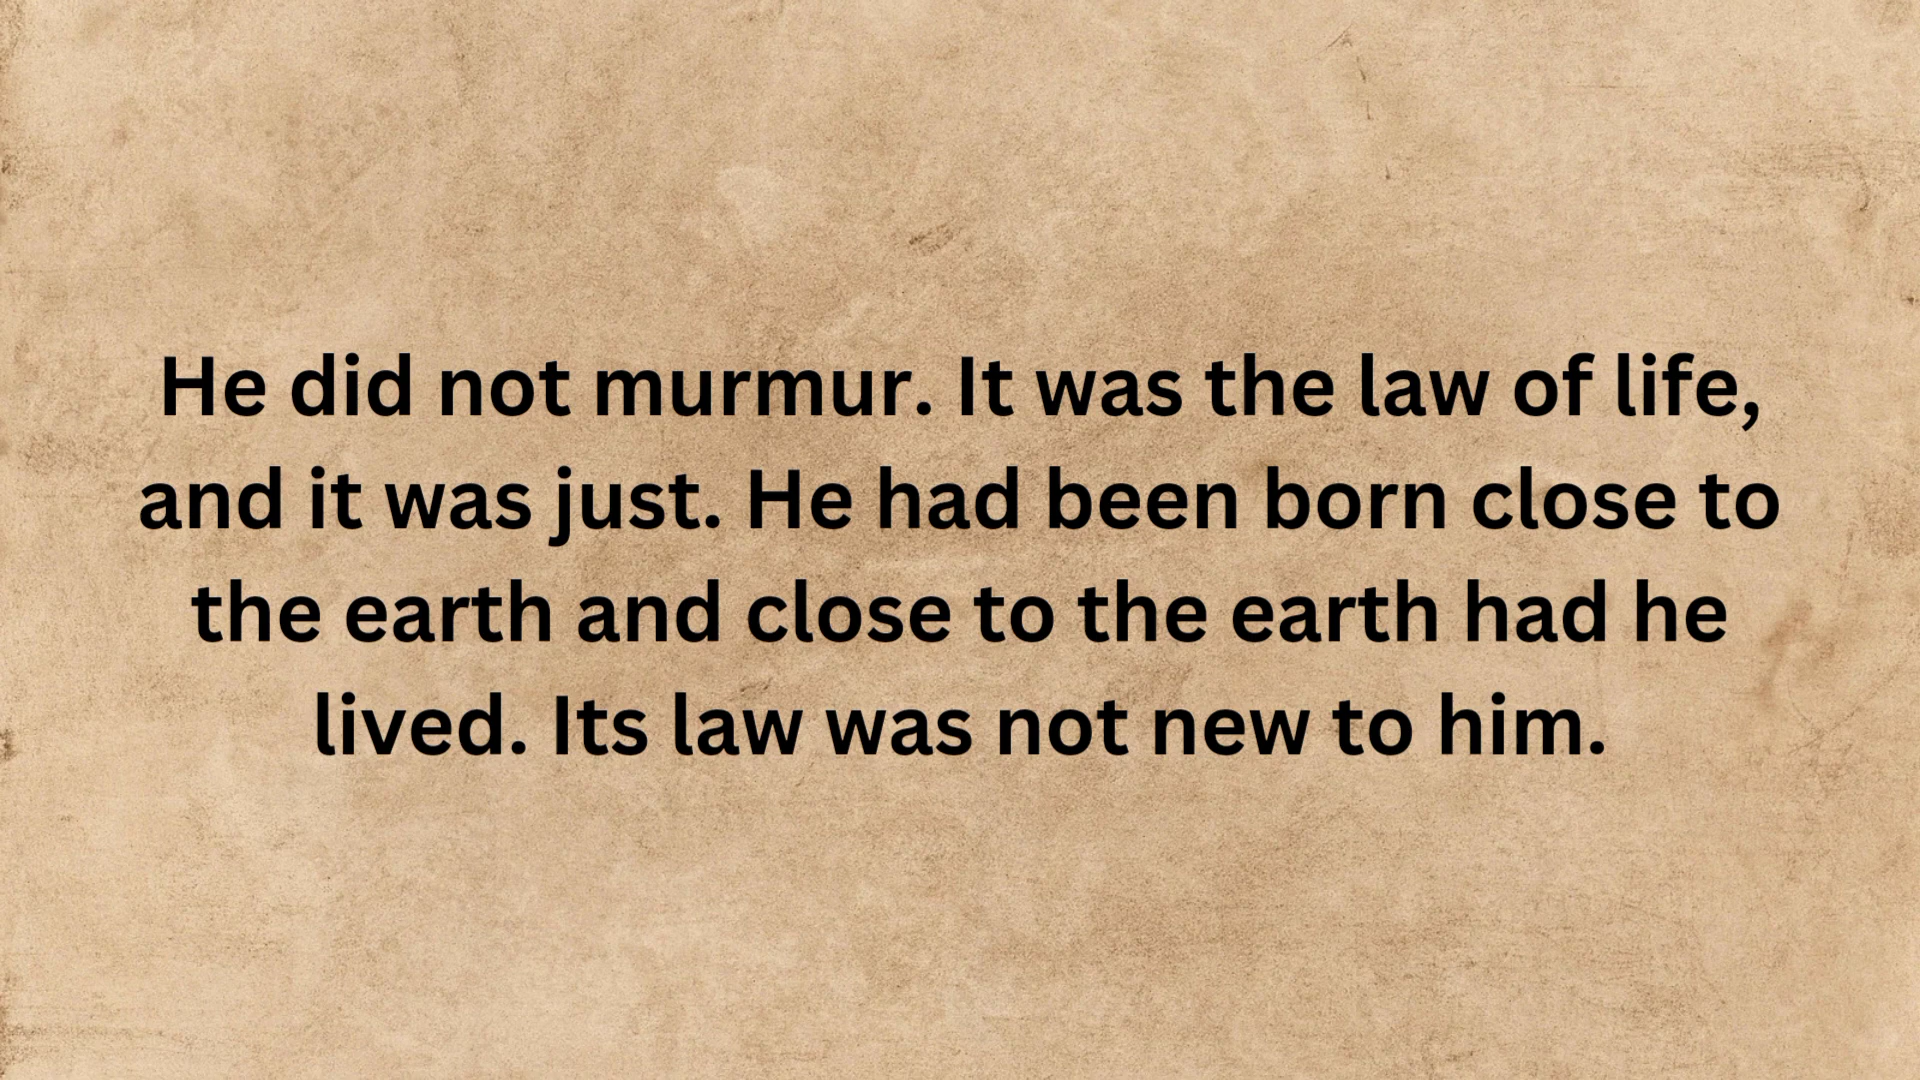 He did not murmur. It was the law of life,
and it was just. He had been born close to
the earth and close to the earth had he
lived. Its law was not new to him.